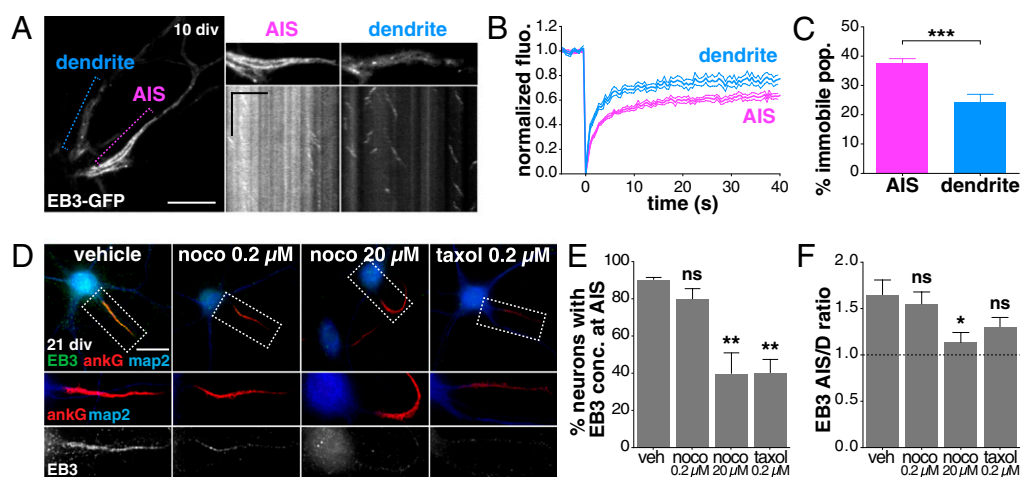 A
10 div
dendrite
AIS
EB3-GFP
AIS
dendrite
B
normalized fluo.
1.2
1.0
0.8
0.6
0.4
0.2
0.0
dendrite
AIS
0
10
20
30
40
time (s)
C
% immobile pop.
50
40
30
20
10
0
***
AIS
dendrite
D
vehicle
noco 0.2 µM
noco 20 µM
taxol 0.2 µM
21 div
EB3 ankG map2
ankG map2
EB3
E
% neurons with
EB3 conc. at AIS
100
80
60
40
20
0
ns
**
**
veh
noco
0.2 µM
noco
20 µM
taxol
0.2 µM
F
EB3 AIS/D ratio
2.0
1.5
1.0
0.5
0.0
ns
*
ns
veh
noco
0.2 µM
noco
20 µM
taxol
0.2 µM